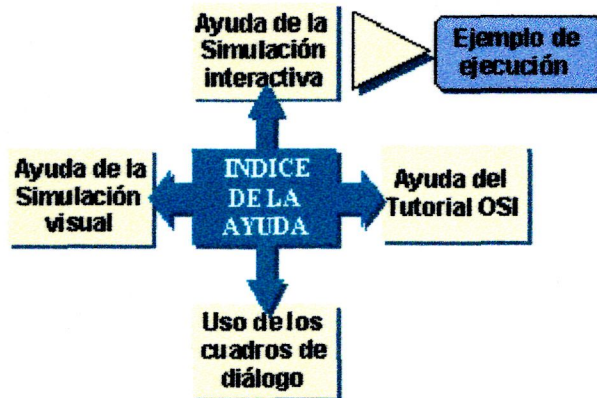 Ayuda de la
Simulación
interactiva
Ejemplo de
ejecución
Ayuda de la
Simulación
visual
INDICE
DE LA
AYUDA
Ayuda del
Tutorial OSI
Uso de los
cuadros de
diálogo